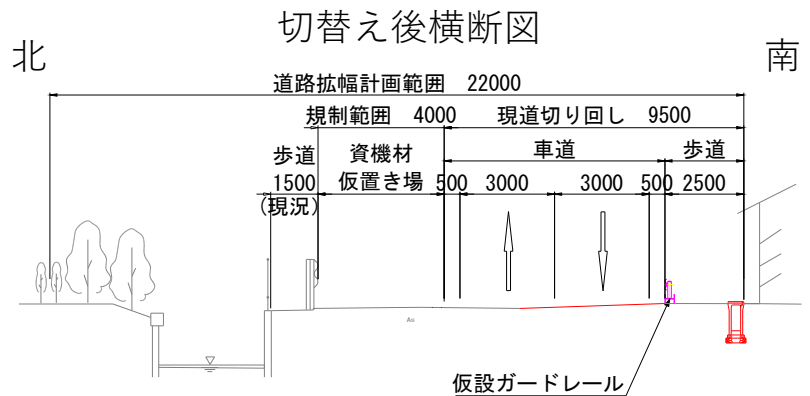 切替え後横断図
北
南
道路拡幅計画範囲 22000
規制範囲 4000
現道切り回し 9500
歩道
資機材
車道
歩道
1500
仮置き場
500
3000
3000
500
2500
(現況)
As
仮設ガードレール